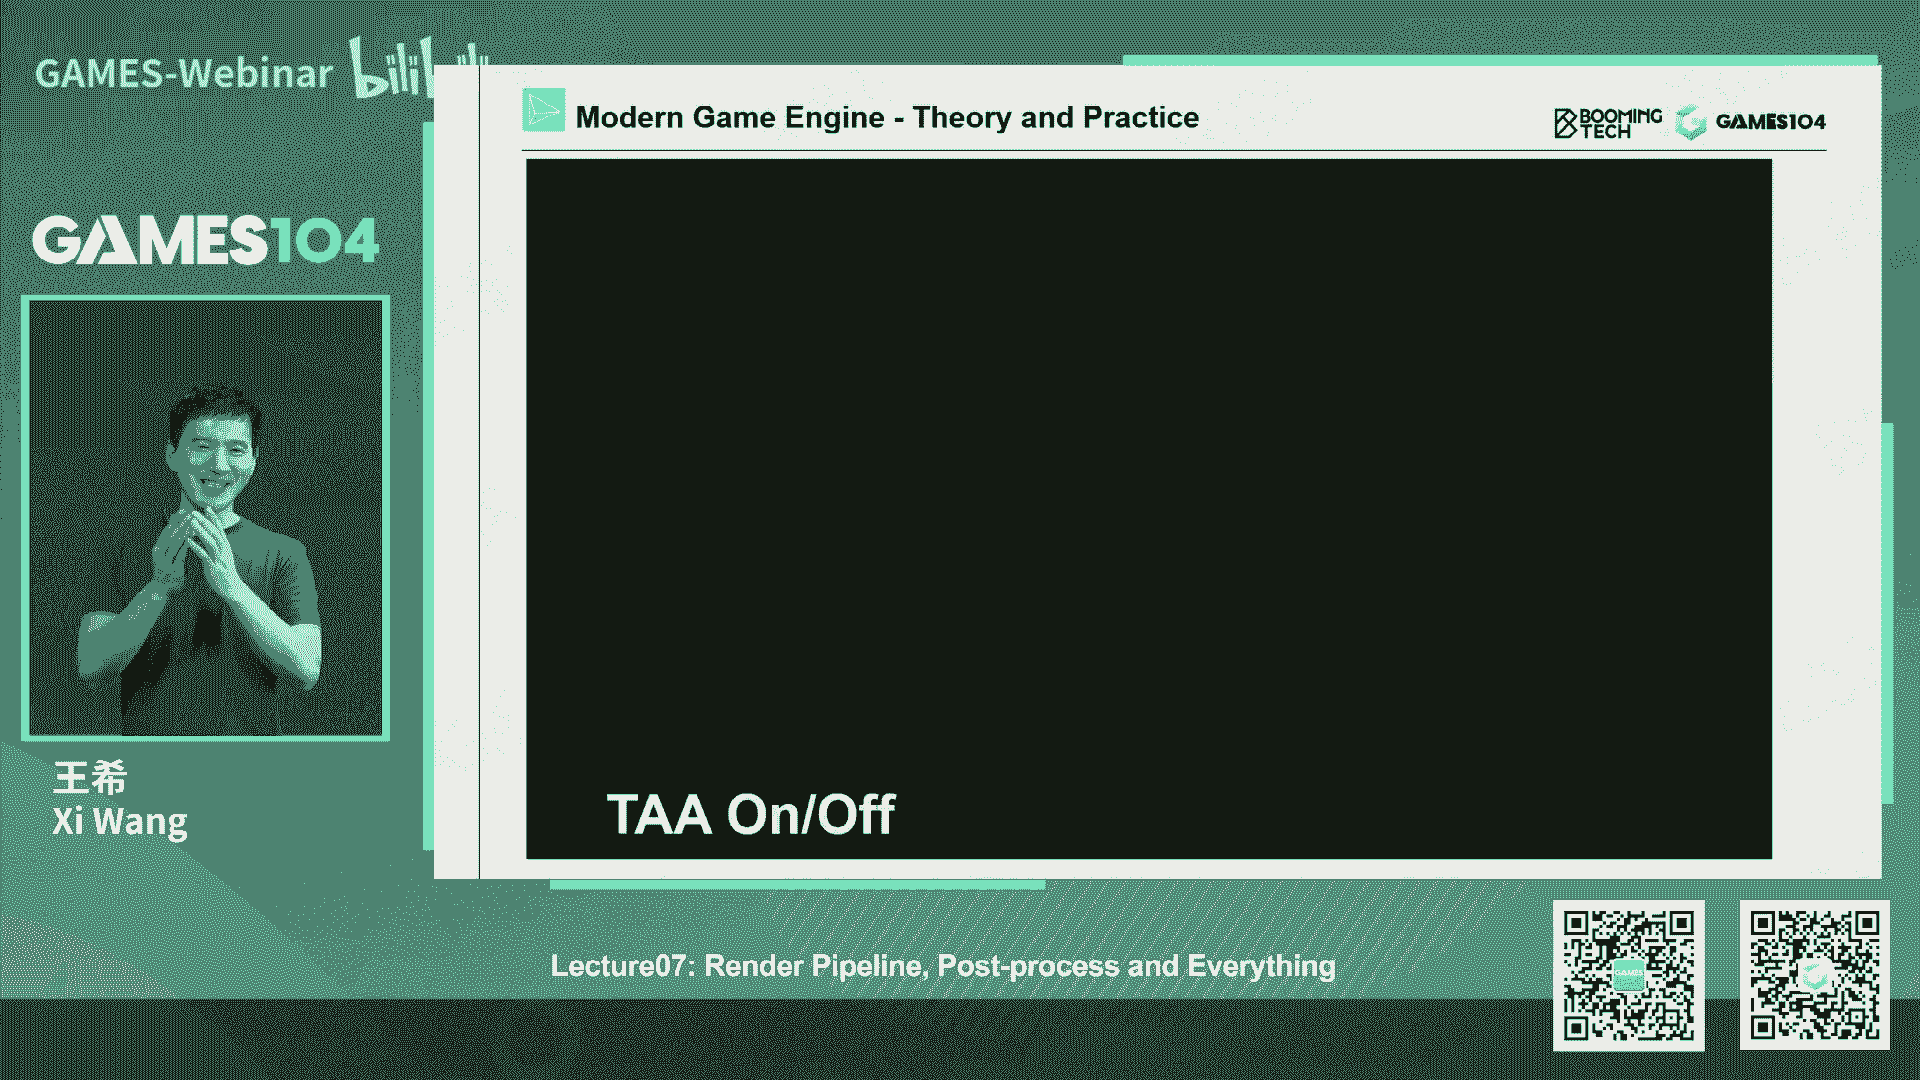 GAMES-Webinar
Modern Game Engine - Theory and Practice
BOOMING
TECH
GAMES104
GAMES104
王希
Xi Wang
TAA On/Off
Lecture07: Render Pipeline, Post-process and Everything
GAMES